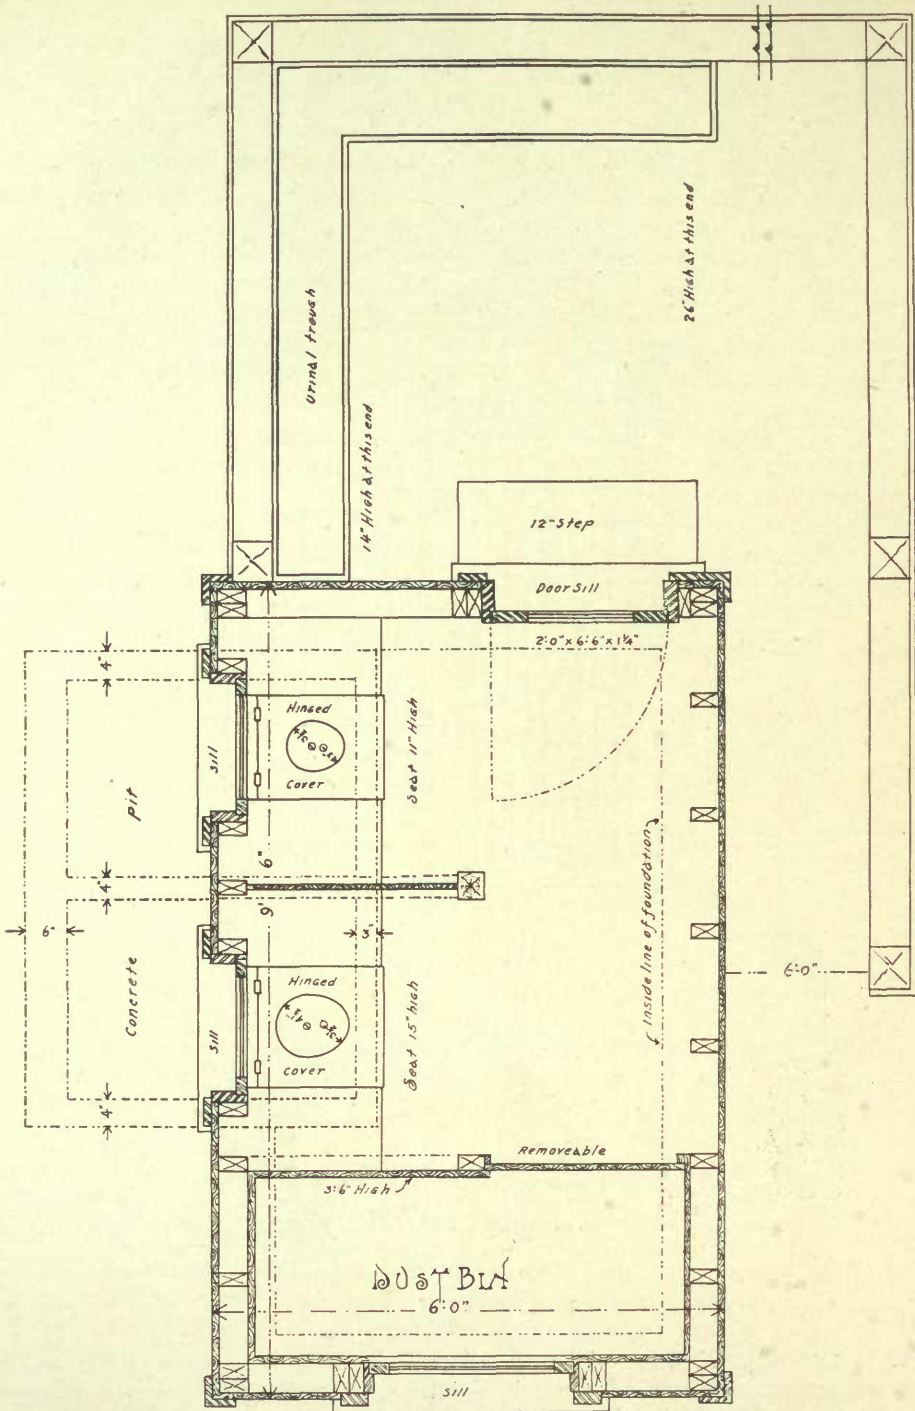 Urinal trough
14" High at this end
26" High at this end
12" Step
Door Sill
2'-0" x 6'-6" x 1¼"
4"
Pit
Sill
Hinged
Cover
Seat 11" High
4"
9' 6"
6"
3"
Concrete
Sill
Hinged
Cover
Seat 15" high
Inside line of foundation
6'-0"
4"
Removeable
3'-6" High
DUST BIN
6'-0"
Sill